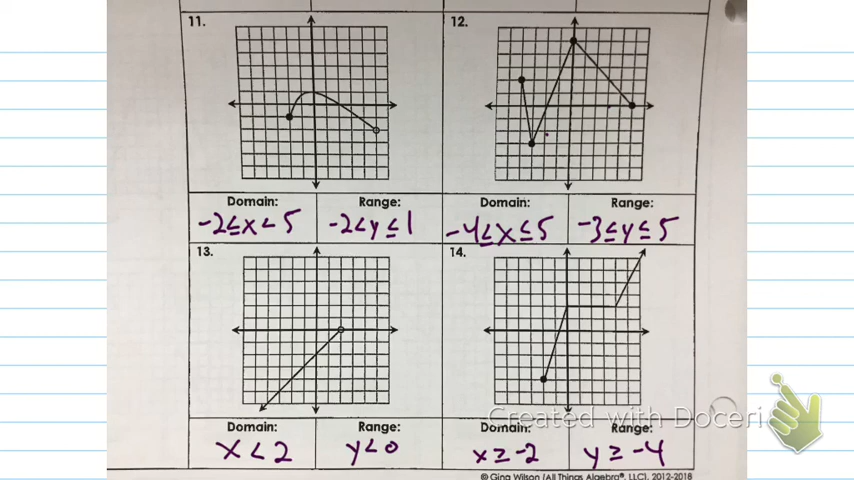 11.
12.
Domain:
Range:
Domain:
Range:
-2≤x<5
-2<y≤1
-4≤x≤5
-3≤y≤5
13.
14.
Domain:
Range:
Domain:
Range:
x<2
y<0
x≥-2
y≥-4
Created with Doceri
© Gina Wilson (All Things Algebra®, LLC), 2012-2018